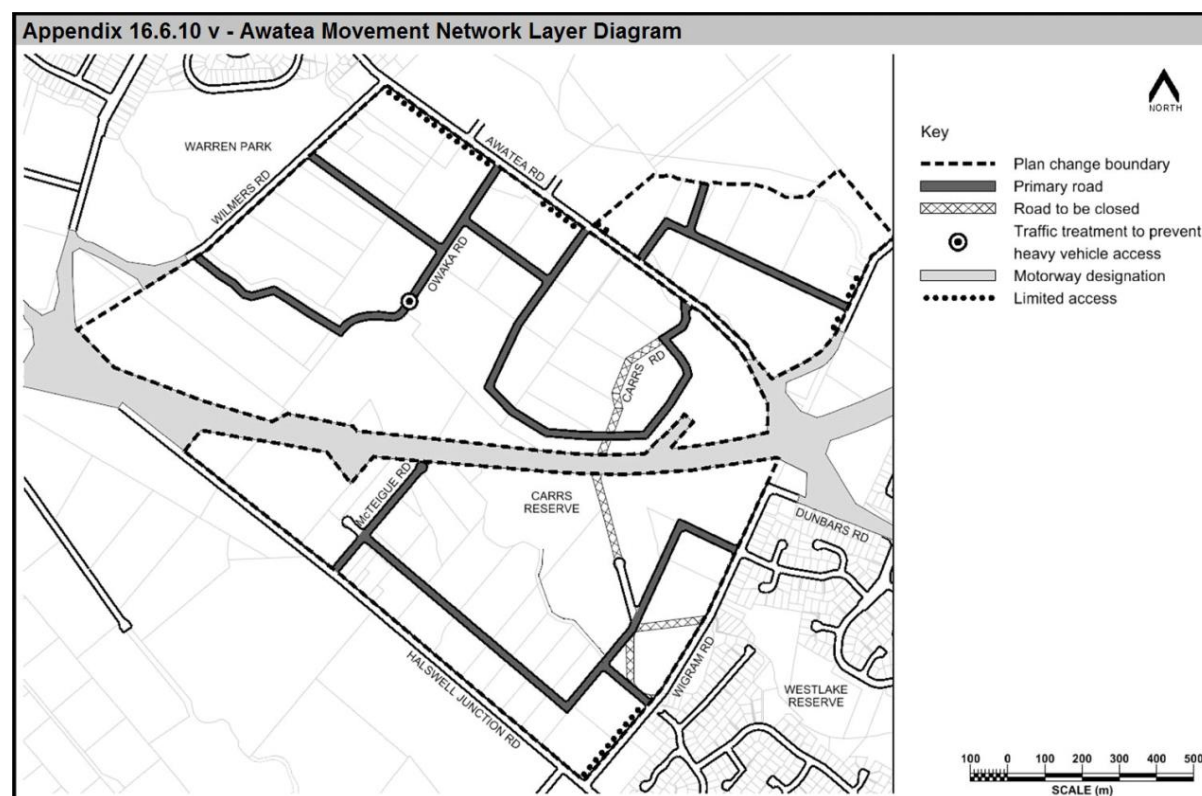 Appendix 16.6.10 v - Awatea Movement Network Layer Diagram
NORTH
Key
Plan change boundary
Primary road
Road to be closed
Traffic treatment to prevent
heavy vehicle access
Motorway designation
Limited access
WARREN PARK
AWATEA RD
WILMERS RD
OWAKA RD
CARRS
RD
McTEIGUE RD
CARRS
RESERVE
DUNBARS RD
HALSWELL JUNCTION RD
WIGRAM RD
WESTLAKE
RESERVE
100 0 100 200 300 400 500
SCALE (m)